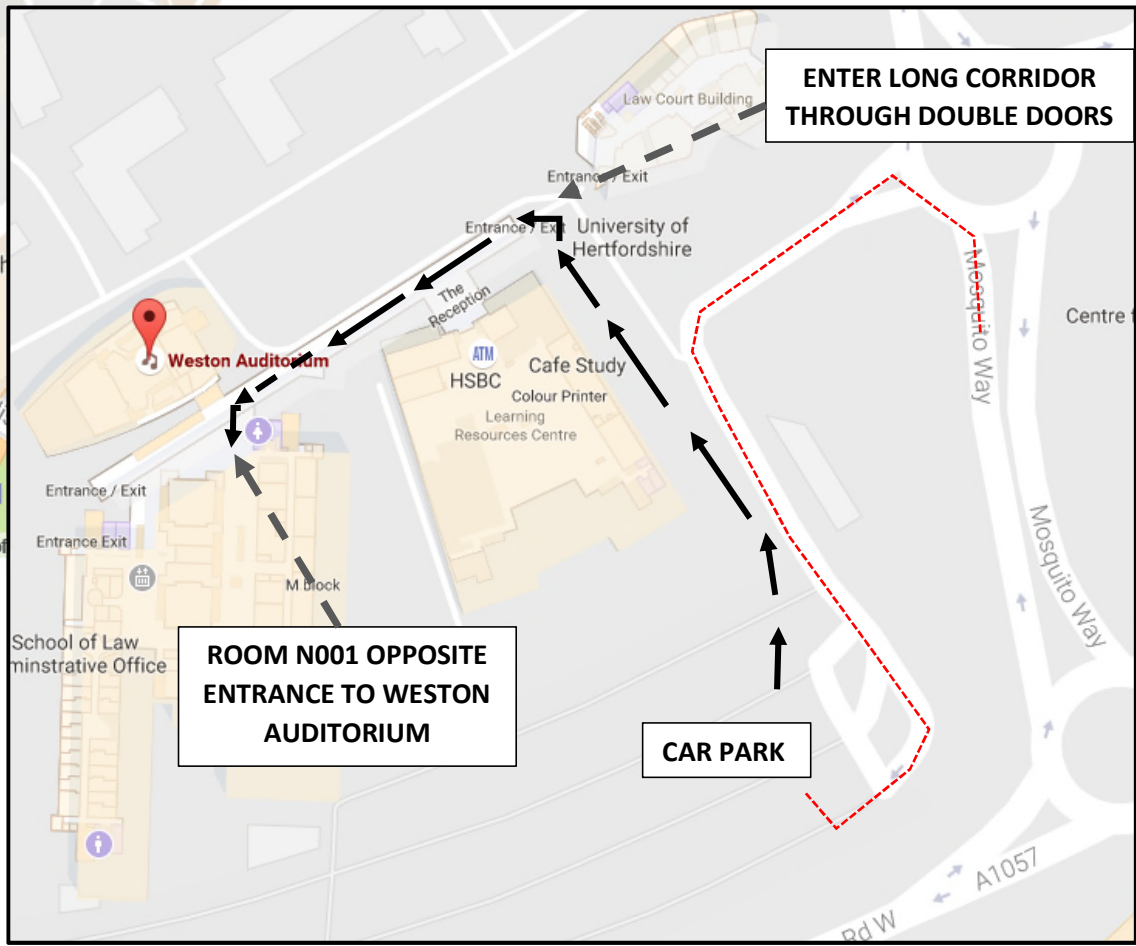 ENTER LONG CORRIDOR
THROUGH DOUBLE DOORS
Law Court Building
Entrance / Exit
Entrance / Exit
University of
Hertfordshire
The
Reception
Mosquito Way
Centre
Weston Auditorium
ATM
HSBC
Cafe Study
Colour Printer
Learning
Resources Centre
Entrance / Exit
Entrance Exit
M block
Mosquito Way
School of Law
minstrative Office
ROOM N001 OPPOSITE
ENTRANCE TO WESTON
AUDITORIUM
CAR PARK
A1057
Rd W